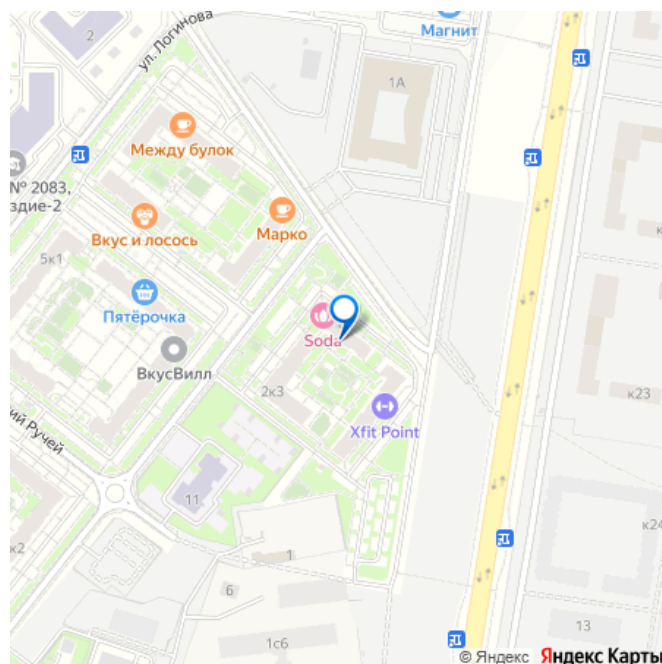 2
ул. Логинова
Магнит
1А
Между булок
№ 2083,
здие-2
Вкус и лосось
Марко
5к1
Пятёрочка
Soda
ВкусВилл
2к3
к23
ий Ручей
Xfit Point
11
к24
к2
1
Б
13
1с6
© Яндекс Яндекс Карты